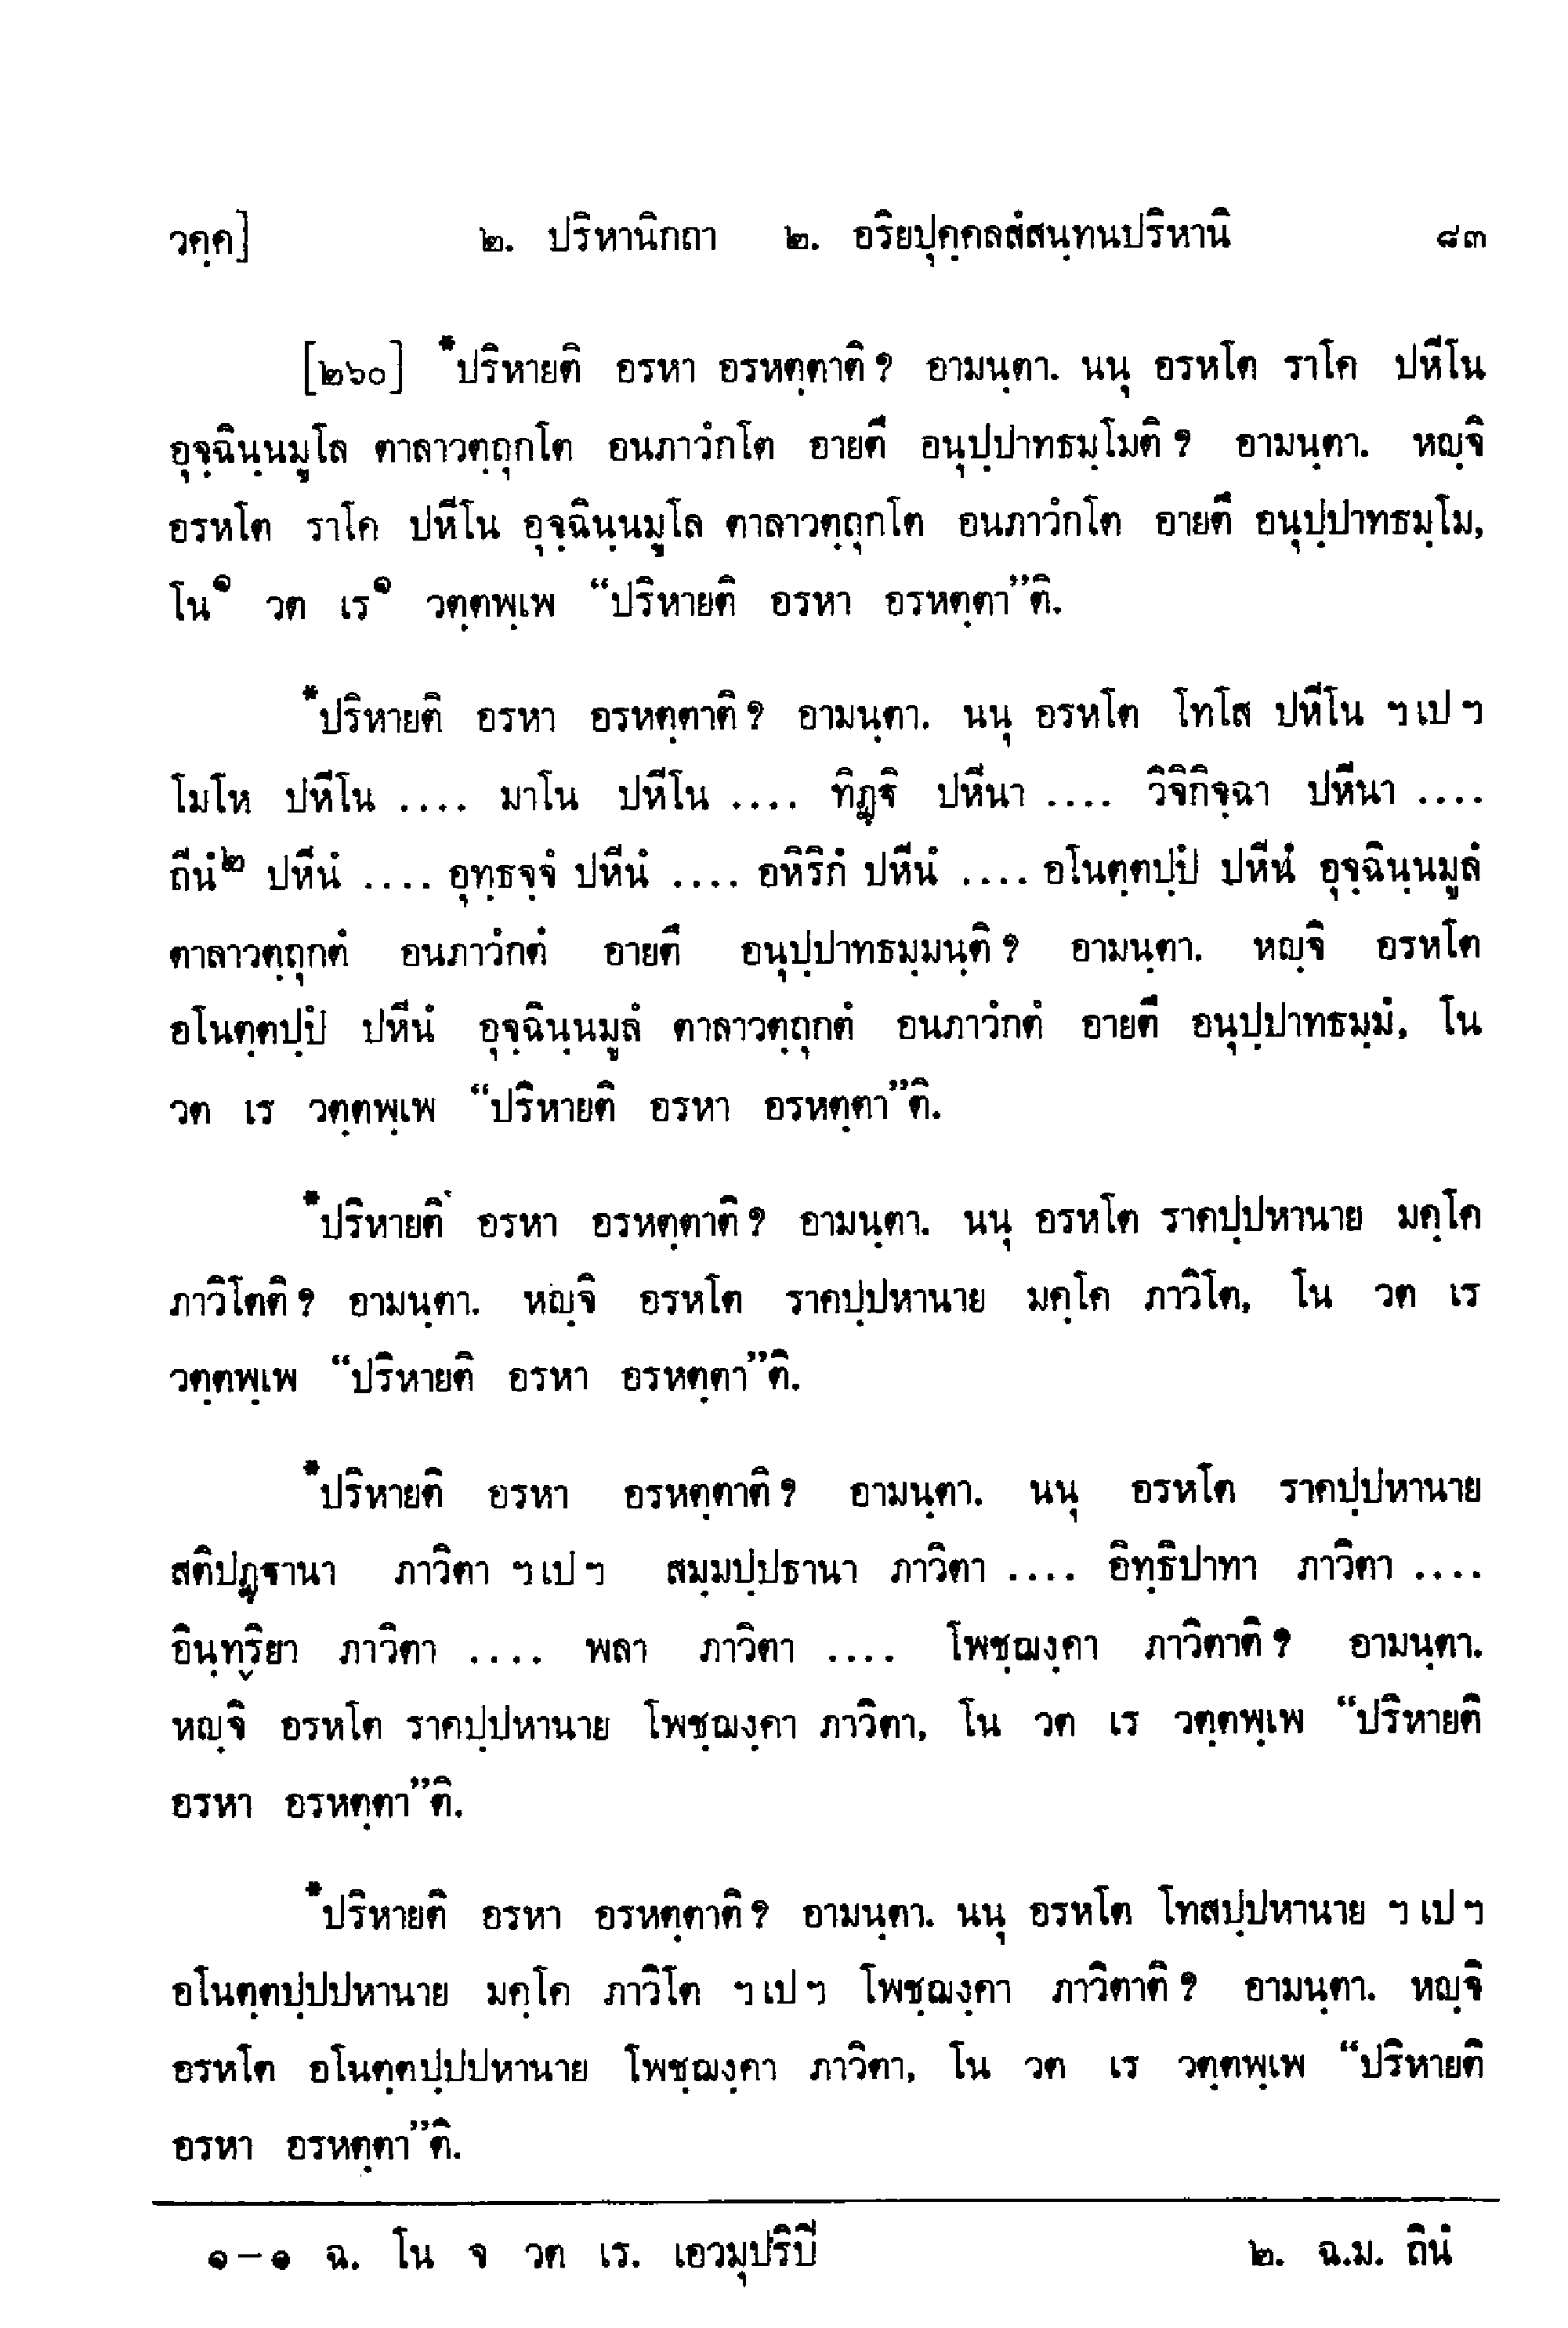 วคฺค] ๒. ปริหานิกถา ๒. อริยปุคฺคลสํสนฺทนปริหานิ ๘๓
[๒๖๐] *ปริหายติ อรหา อรหตฺตาติ? อามนฺตา. นนุ อรหโต ราโค ปหีโน
อุจฺฉินฺนมูโล ตาลาวตฺถุกโต อนภาวํกโต อายตึ อนุปฺปาทธมฺโมติ? อามนฺตา. หญฺจิ
อรหโต ราโค ปหีโน อุจฺฉินฺนมูโล ตาลาวตฺถุกโต อนภาวํกโต อายตึ อนุปฺปาทธมฺโม,
โน๑ วต เร๑ วตฺตพฺเพ “ปริหายติ อรหา อรหตฺตา”ติ.
*ปริหายติ อรหา อรหตฺตาติ? อามนฺตา. นนุ อรหโต โทโส ปหีโน ฯเปฯ
โมโห ปหีโน .... มาโน ปหีโน .... ทิฏฺฐิ ปหีนา .... วิจิกิจฺฉา ปหีนา ....
ถีนํ๒ ปหีนํ .... อุทฺธจฺจํ ปหีนํ .... อหิริกํ ปหีนํ .... อโนตฺตปฺปํ ปหีนํ อุจฺฉินฺนมูลํ
ตาลาวตฺถุกตํ อนภาวํกตํ อายตึ อนุปฺปาทธมฺมนฺติ? อามนฺตา. หญฺจิ อรหโต
อโนตฺตปฺปํ ปหีนํ อุจฺฉินฺนมูลํ ตาลาวตฺถุกตํ อนภาวํกตํ อายตึ อนุปฺปาทธมฺมํ, โน
วต เร วตฺตพฺเพ “ปริหายติ อรหา อรหตฺตา”ติ.
*ปริหายติ อรหา อรหตฺตาติ? อามนฺตา. นนุ อรหโต ราคปฺปหานาย มคฺโค
ภาวิโตติ? อามนฺตา. หญฺจิ อรหโต ราคปฺปหานาย มคฺโค ภาวิโต, โน วต เร
วตฺตพฺเพ “ปริหายติ อรหา อรหตฺตา”ติ.
*ปริหายติ อรหา อรหตฺตาติ? อามนฺตา. นนุ อรหโต ราคปฺปหานาย
สติปฏฺฐานา ภาวิตา ฯเปฯ สมฺมปฺปธานา ภาวิตา .... อิทฺธิปาทา ภาวิตา ....
อินฺทฺริยา ภาวิตา .... พลา ภาวิตา .... โพชฺฌงฺคา ภาวิตาติ? อามนฺตา.
หญฺจิ อรหโต ราคปฺปหานาย โพชฺฌงฺคา ภาวิตา, โน วต เร วตฺตพฺเพ “ปริหายติ
อรหา อรหตฺตา”ติ.
*ปริหายติ อรหา อรหตฺตาติ? อามนฺตา. นนุ อรหโต โทสปฺปหานาย ฯเปฯ
อโนตฺตปฺปปหานาย มคฺโค ภาวิโต ฯเปฯ โพชฺฌงฺคา ภาวิตาติ? อามนฺตา. หญฺจิ
อรหโต อโนตฺตปฺปปหานาย โพชฺฌงฺคา ภาวิตา, โน วต เร วตฺตพฺเพ “ปริหายติ
อรหา อรหตฺตา”ติ.
๑-๑ ฉ. โน จ วต เร. เอวมุปริปิ ๒. ฉ.ม. ถินํ